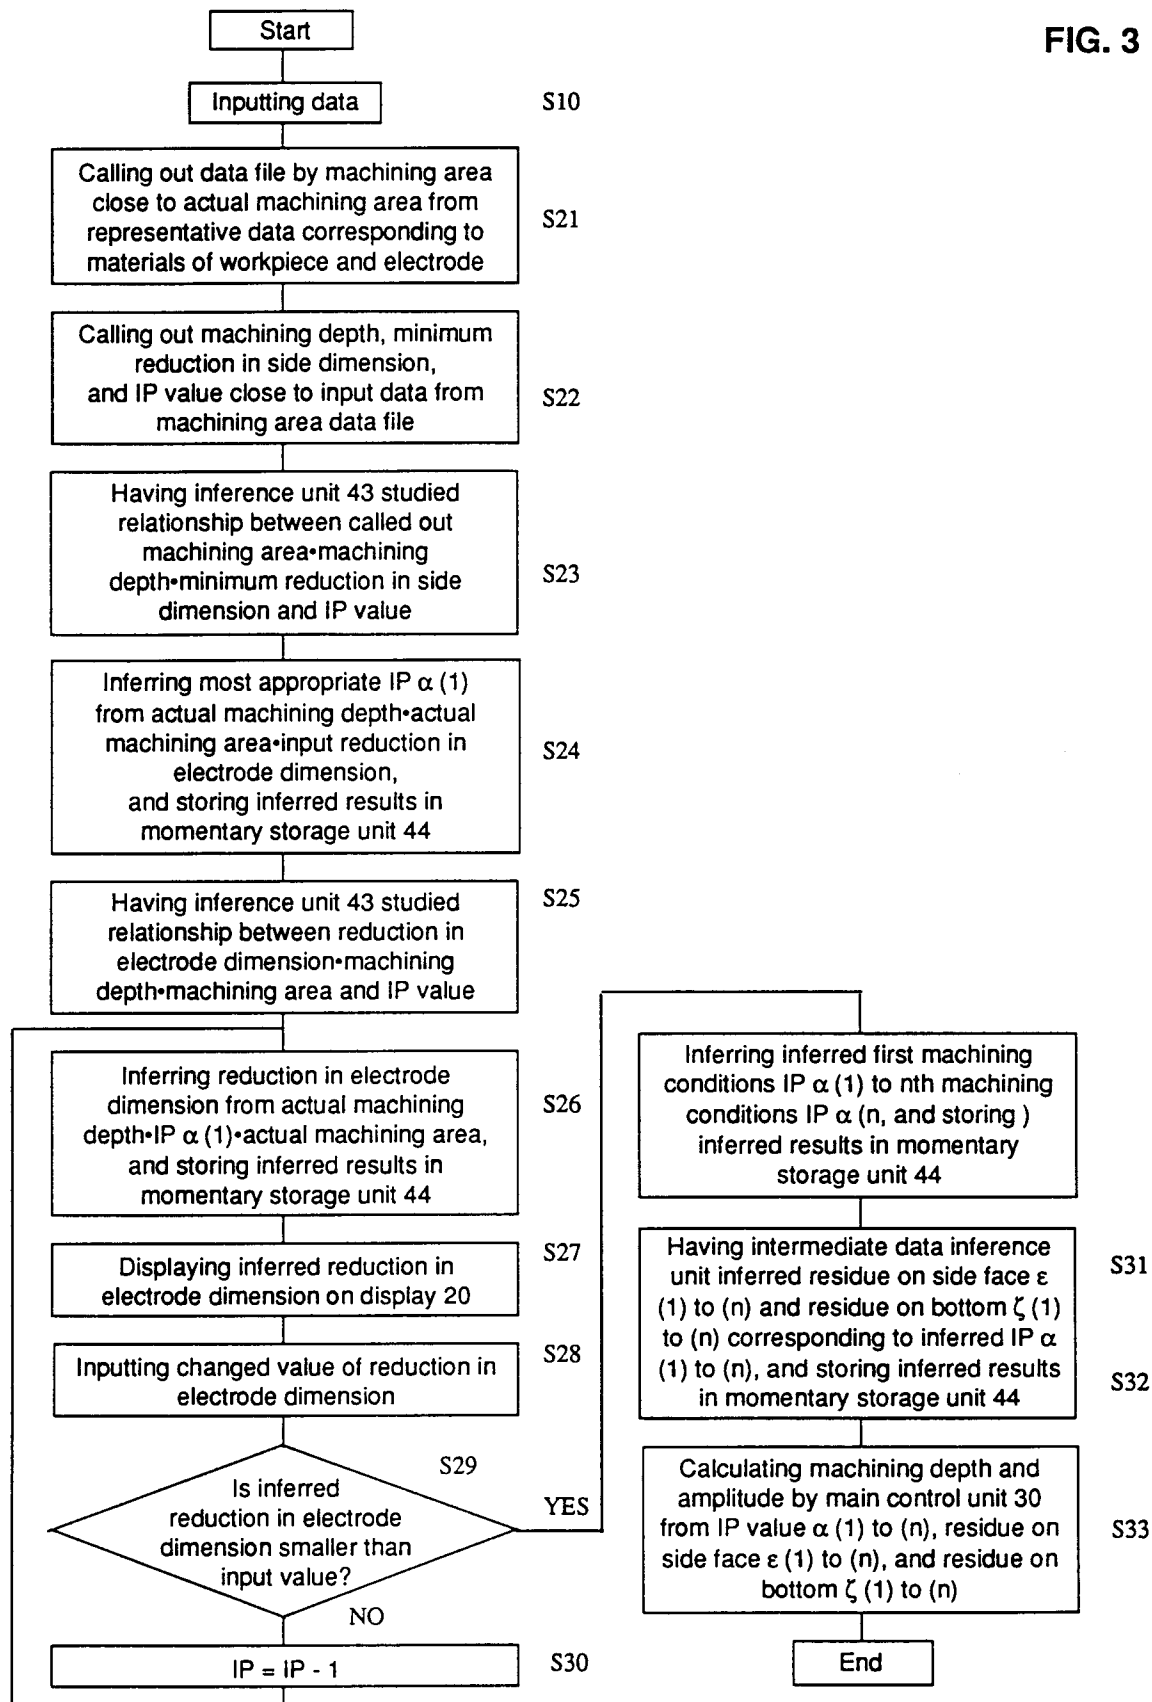 FIG. 3
Start
Inputting data
S10
Calling out data file by machining area
close to actual machining area from
representative data corresponding to
materials of workpiece and electrode
S21
Calling out machining depth, minimum
reduction in side dimension,
and IP value close to input data from
machining area data file
S22
Having inference unit 43 studied
relationship between called out
machining area•machining
depth•minimum reduction in side
dimension and IP value
S23
Inferring most appropriate IP α (1)
from actual machining depth•actual
machining area•input reduction in
electrode dimension,
and storing inferred results in
momentary storage unit 44
S24
Having inference unit 43 studied
relationship between reduction in
electrode dimension•machining
depth•machining area and IP value
S25
Inferring reduction in electrode
dimension from actual machining
depth•IP α (1)•actual machining area,
and storing inferred results in
momentary storage unit 44
S26
Displaying inferred reduction in
electrode dimension on display 20
S27
Inputting changed value of reduction in
electrode dimension
S28
Is inferred
reduction in electrode
dimension smaller than
input value?
S29
YES
NO
IP = IP - 1
S30
Inferring inferred first machining
conditions IP α (1) to nth machining
conditions IP α (n, and storing )
inferred results in momentary
storage unit 44
Having intermediate data inference
unit inferred residue on side face ε
(1) to (n) and residue on bottom ζ (1)
to (n) corresponding to inferred IP α
(1) to (n), and storing inferred results
in momentary storage unit 44
S31
S32
Calculating machining depth and
amplitude by main control unit 30
from IP value α (1) to (n), residue on
side face ε (1) to (n), and residue on
bottom ζ (1) to (n)
S33
End